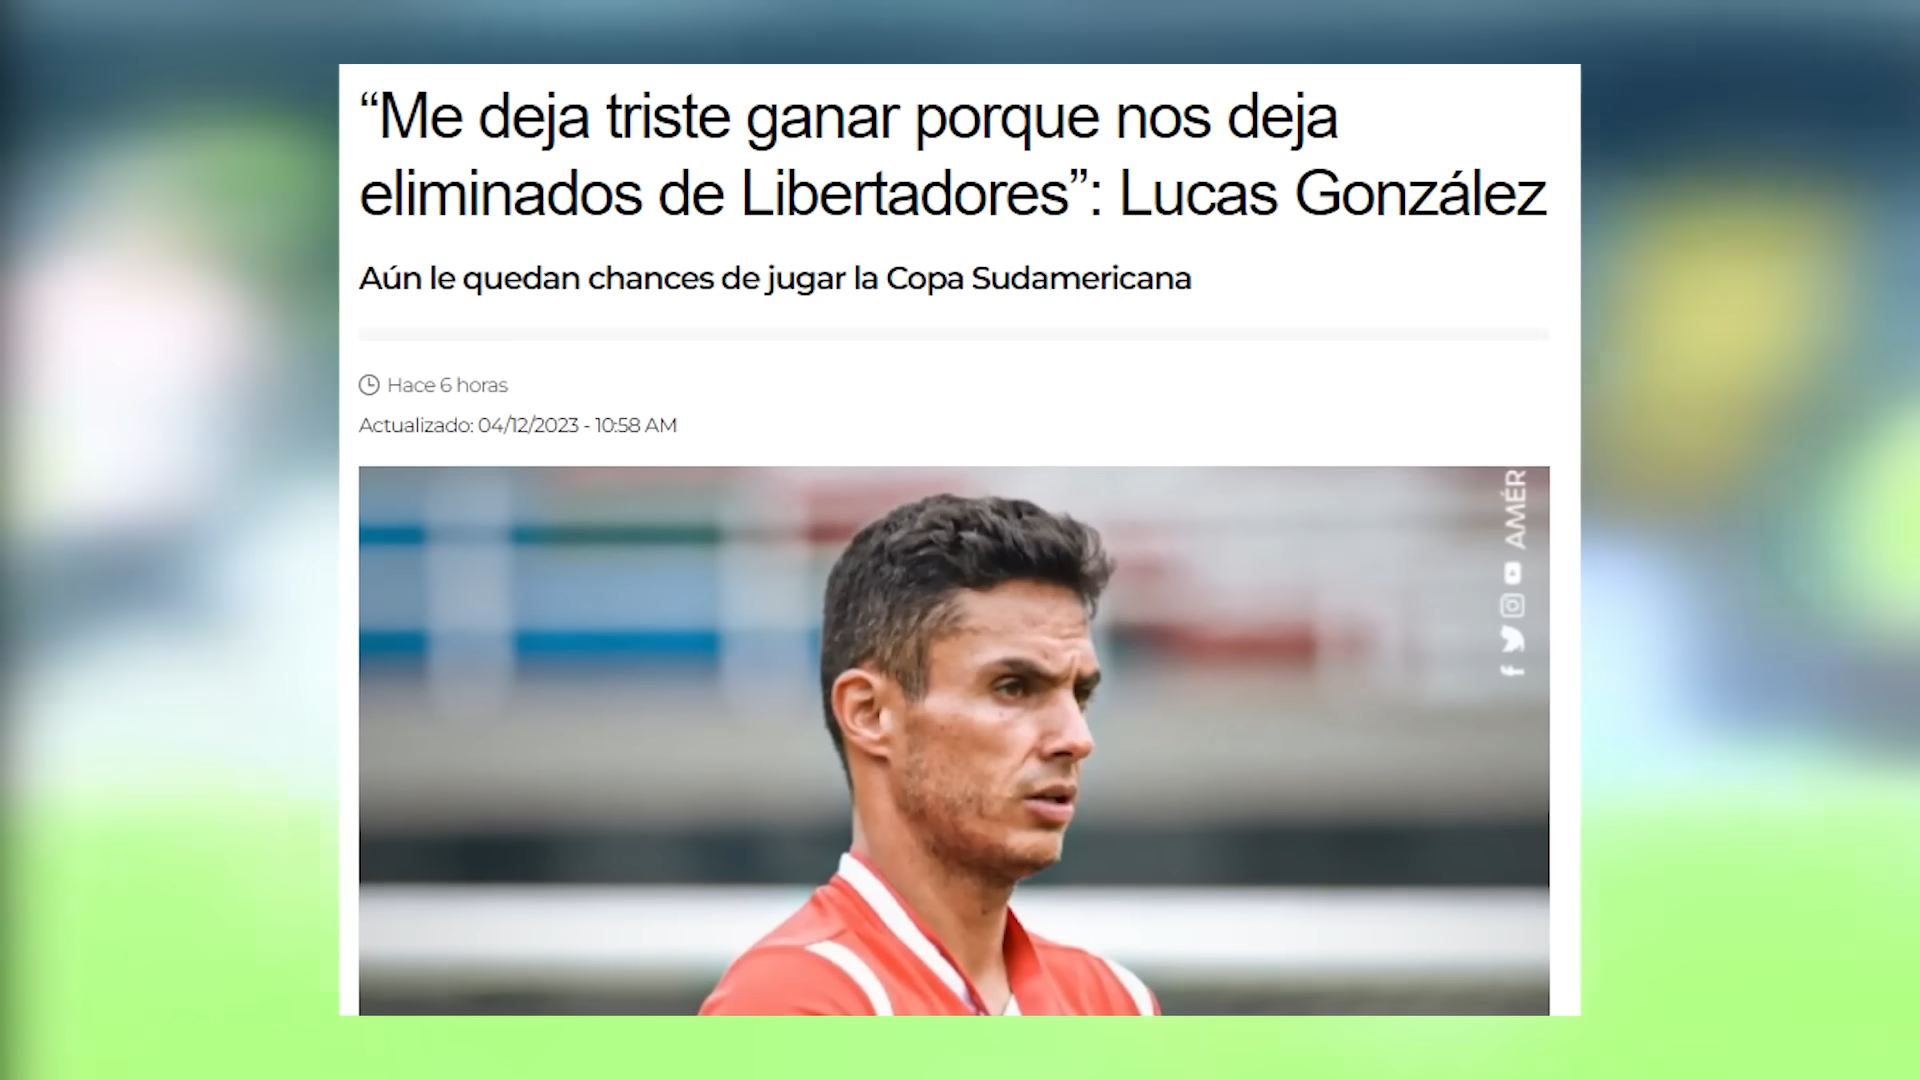 “Me deja triste ganar porque nos deja
eliminados de Libertadores”: Lucas González
Aún le quedan chances de jugar la Copa Sudamericana
Hace 6 horas
Actualizado: 04/12/2023 - 10:58 AM
AMÉR